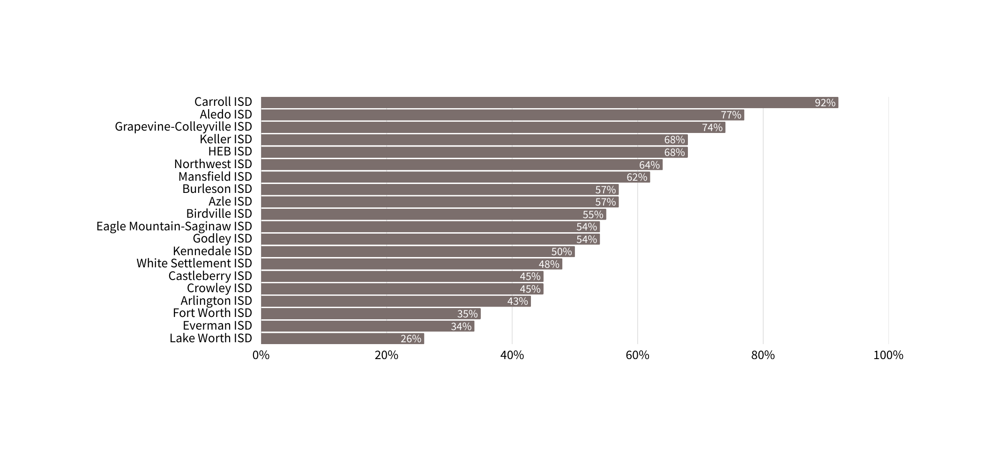 Carroll ISD 92%
Aledo ISD 77%
Grapevine-Colleyville ISD 74%
Keller ISD 68%
HEB ISD 68%
Northwest ISD 64%
Mansfield ISD 62%
Burleson ISD 57%
Azle ISD 57%
Birdville ISD 55%
Eagle Mountain-Saginaw ISD 54%
Godley ISD 54%
Kennedale ISD 50%
White Settlement ISD 48%
Castleberry ISD 45%
Crowley ISD 45%
Arlington ISD 43%
Fort Worth ISD 35%
Everman ISD 34%
Lake Worth ISD 26%
0% 20% 40% 60% 80% 100%